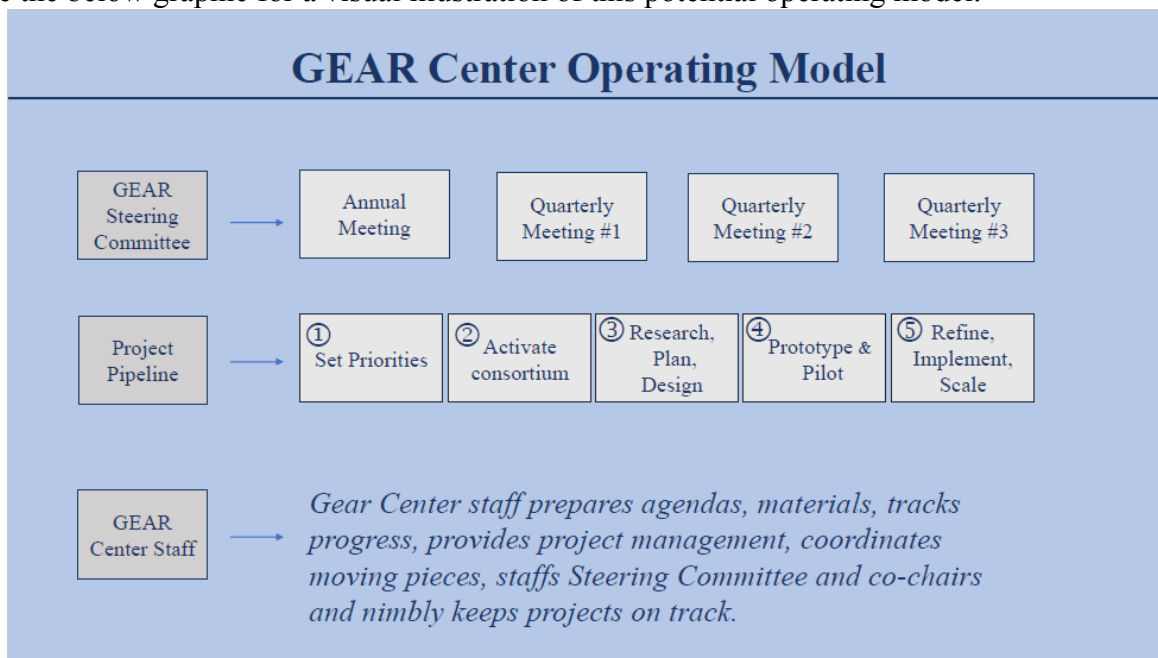 the below graphic for a visual illustration of this potential operating model.
GEAR Center Operating Model
GEAR
Steering
Committee
Annual
Meeting
Quarterly
Meeting #1
Quarterly
Meeting #2
Quarterly
Meeting #3
Project
Pipeline
①
Set Priorities
② Activate
consortium
③ Research,
Plan,
Design
④ Prototype &
Pilot
⑤ Refine,
Implement,
Scale
GEAR
Center Staff
Gear Center staff prepares agendas, materials, tracks
progress, provides project management, coordinates
moving pieces, staffs Steering Committee and co-chairs
and nimbly keeps projects on track.